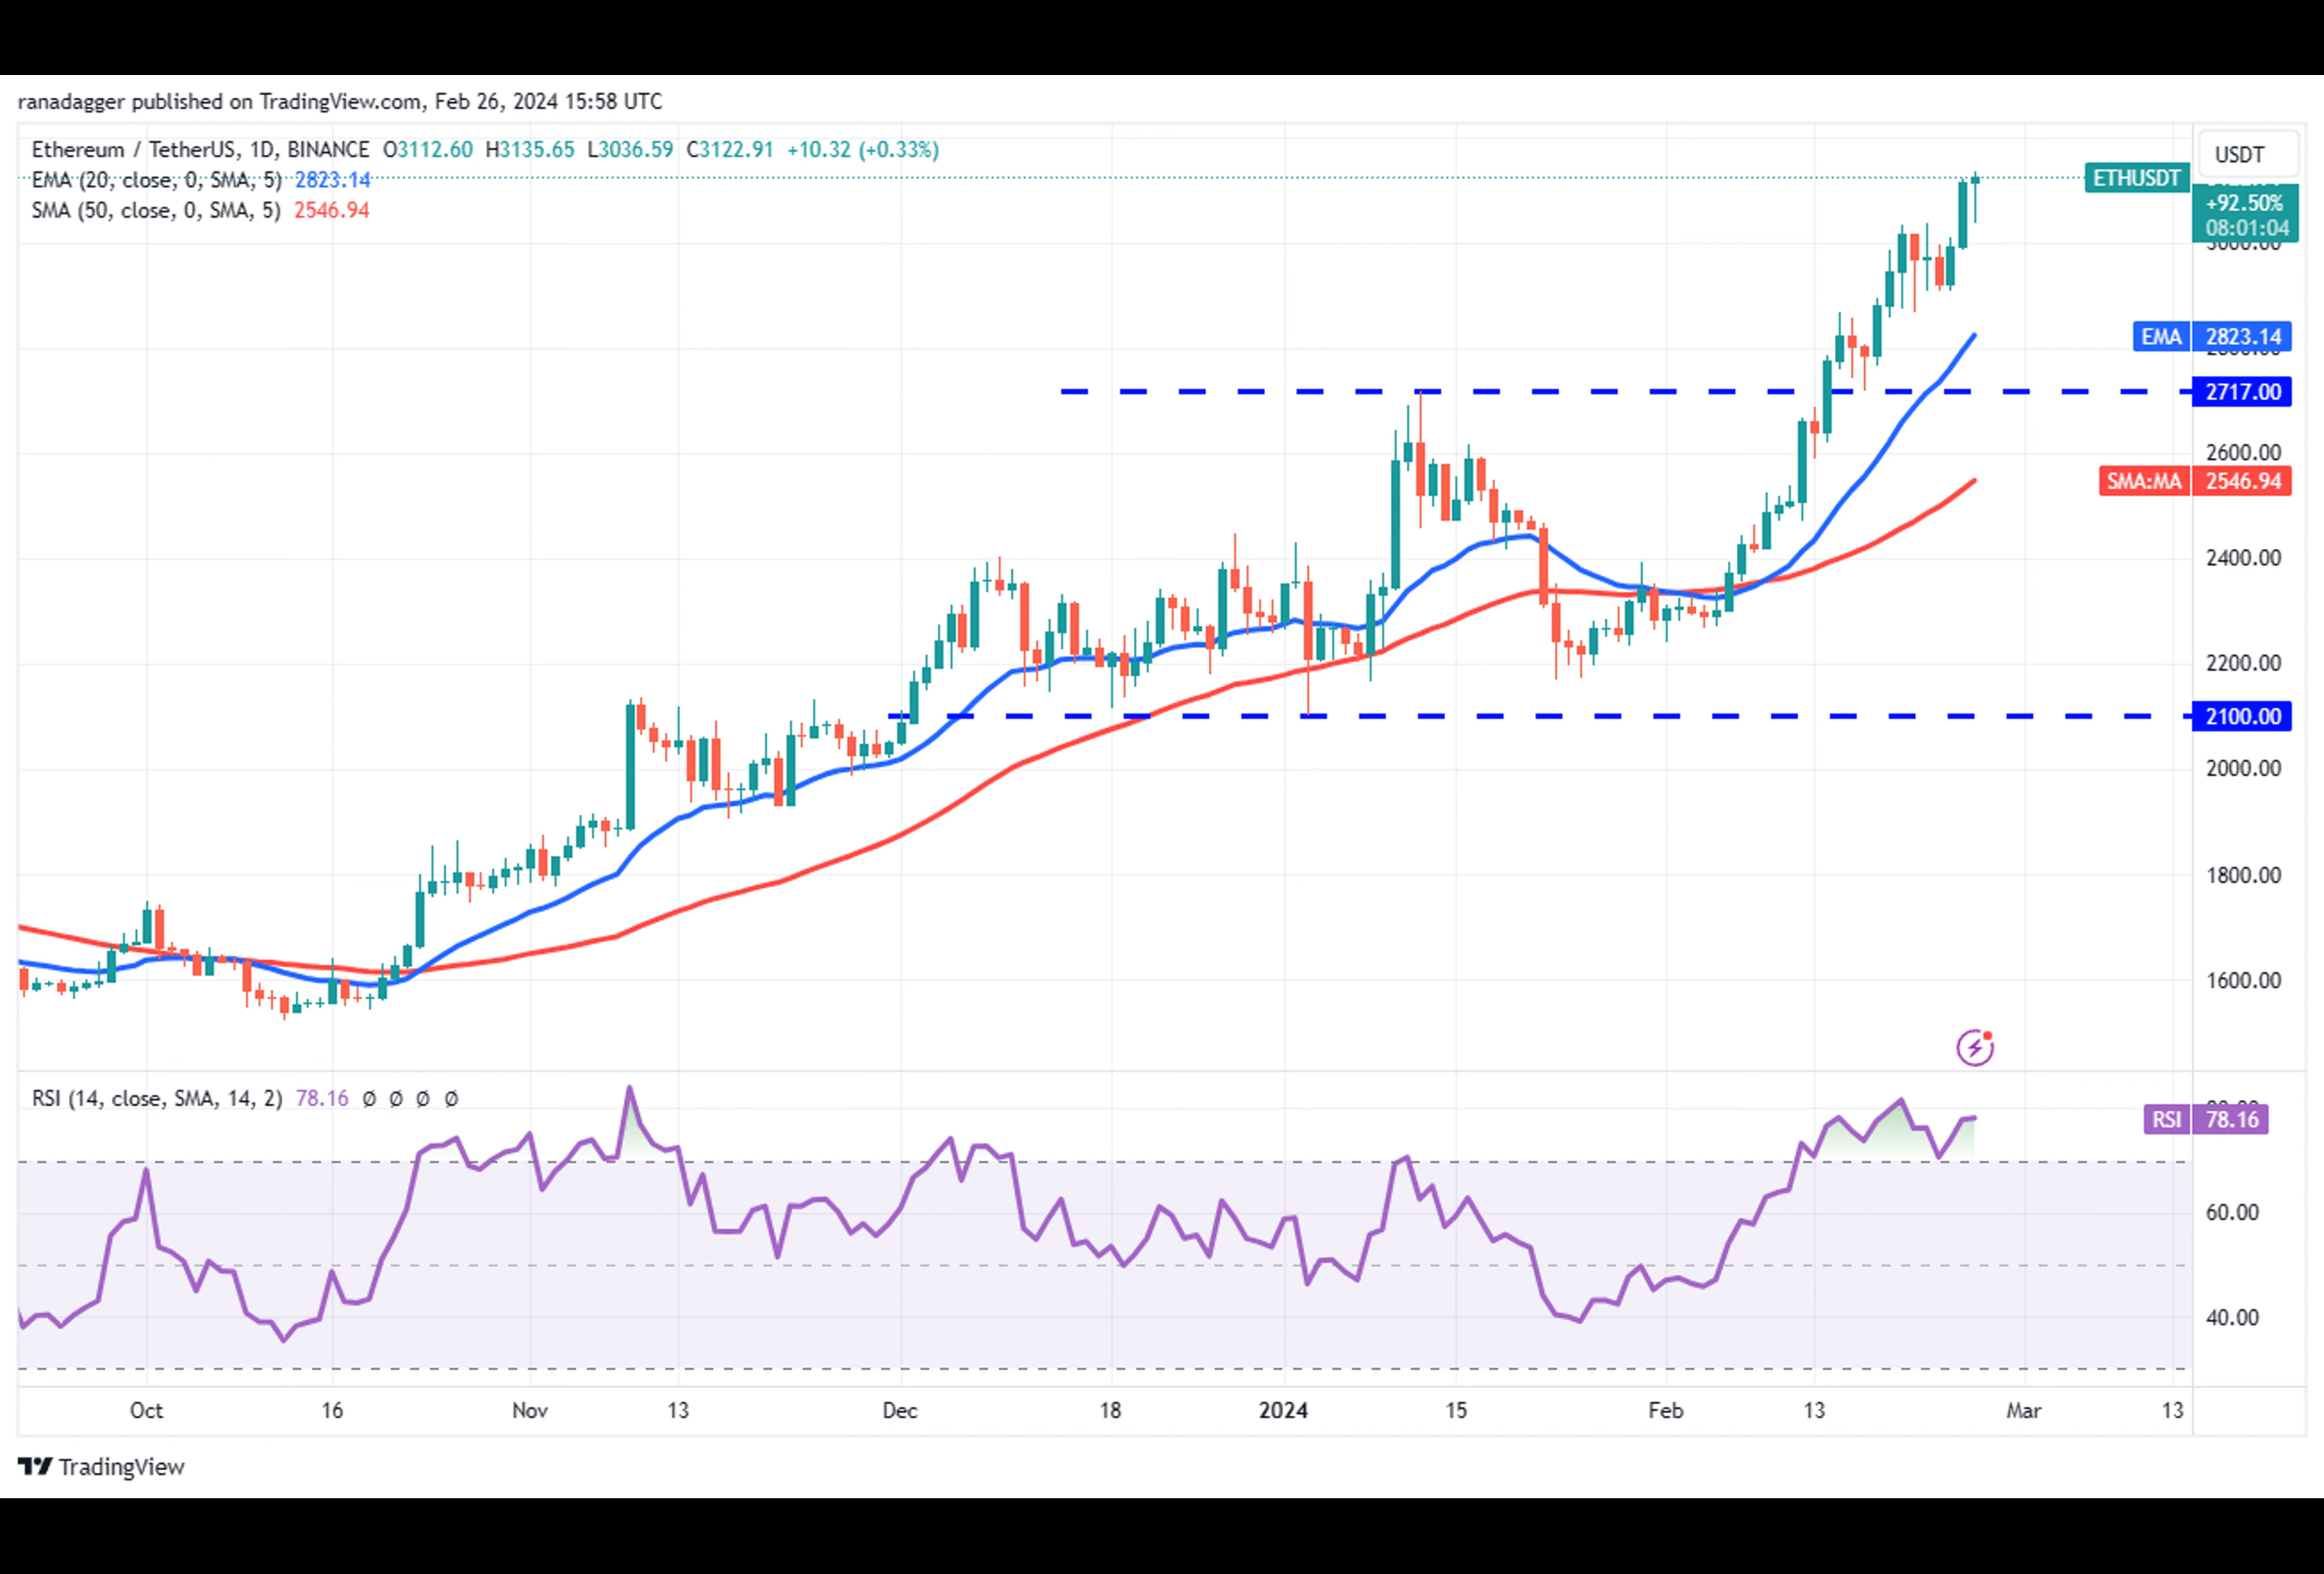 ranadagger published on TradingView.com, Feb 26, 2024 15:58 UTC
Ethereum / TetherUS, 1D, BINANCE O3112.60 H3135.65 L3036.59 C3122.91 +10.32 (+0.33%)
USDT
EMA (20, close, 0, SMA, 5) 2823.14
ETHUSDT
+92.50%
SMA (50, close, 0, SMA, 5) 2546.94
08:01:04
3000.00
EMA 2823.14
2800.00
2717.00
2600.00
SMA:MA 2546.94
2400.00
2200.00
2100.00
2000.00
1800.00
1600.00
RSI (14, close, SMA, 14, 2) 78.16 Ø Ø Ø Ø
RSI 78.16
60.00
40.00
Oct 16 Nov 13 Dec 18 2024 15 Feb 13 Mar 13
TradingView